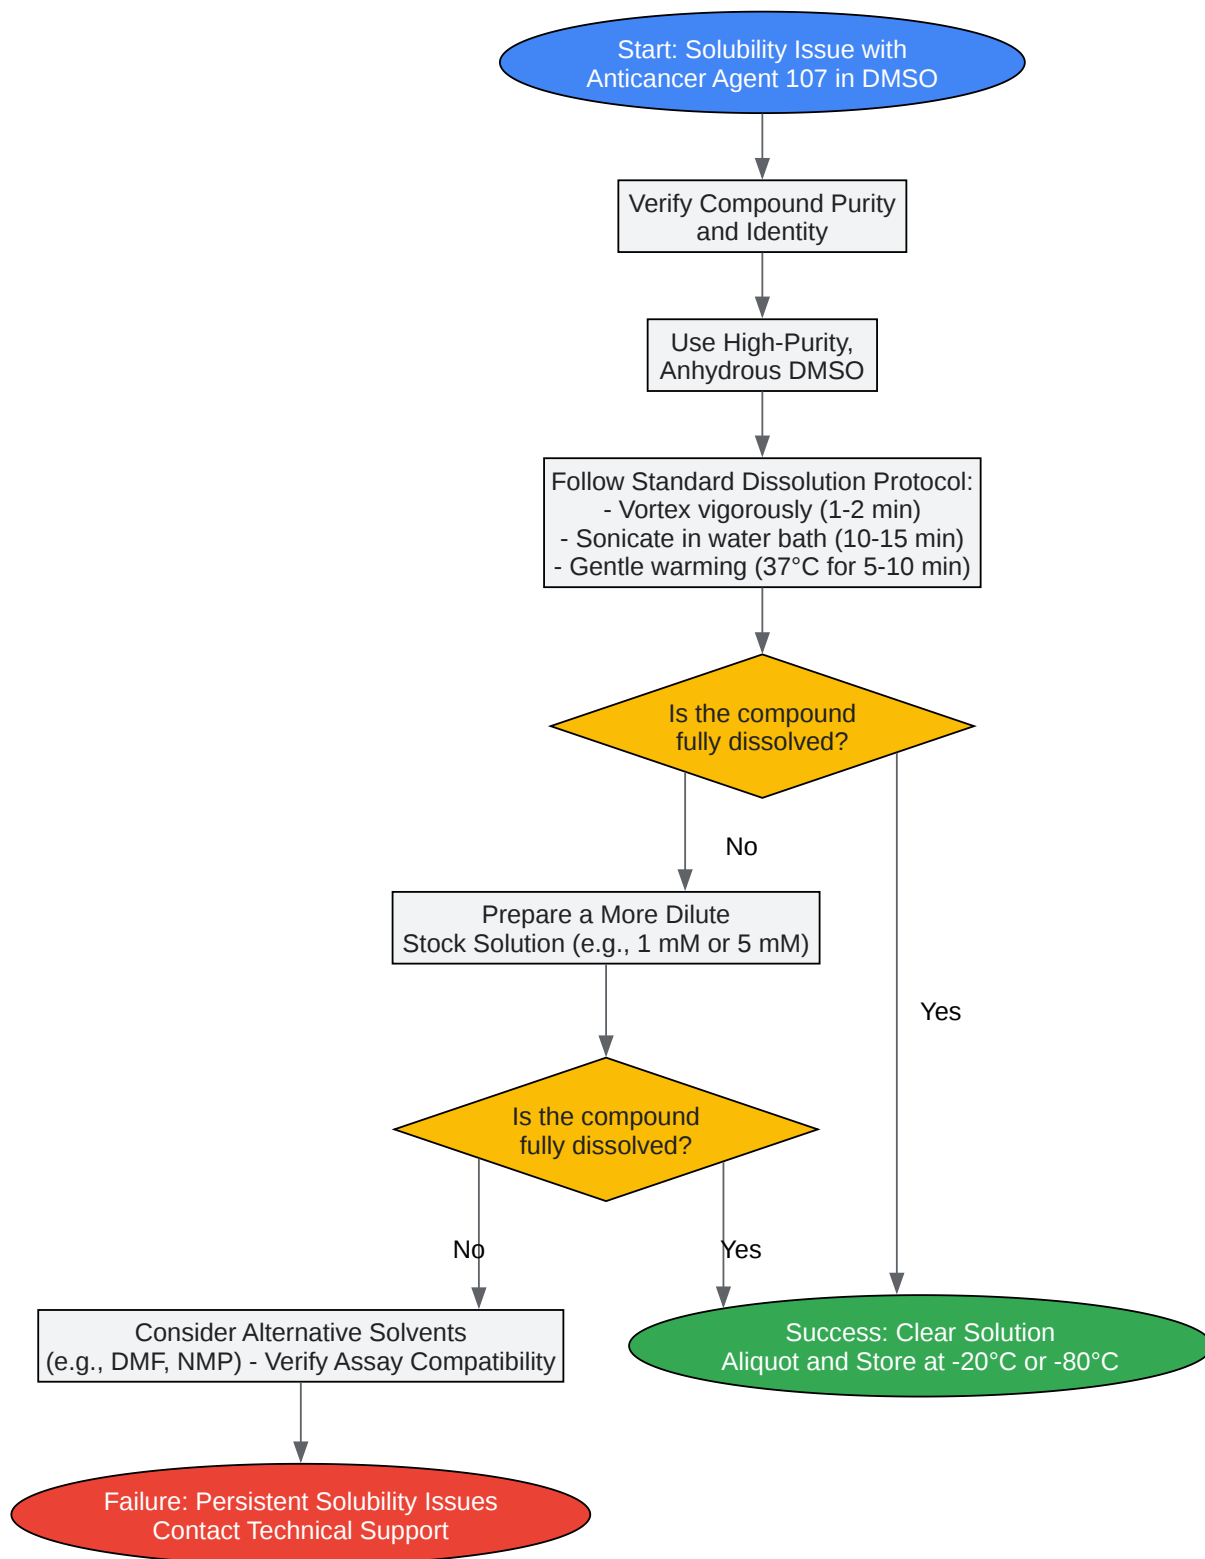 Start: Solubility Issue with
Anticancer Agent 107 in DMSO
Verify Compound Purity
and Identity
Use High-Purity,
Anhydrous DMSO
Follow Standard Dissolution Protocol:
- Vortex vigorously (1-2 min)
- Sonicate in water bath (10-15 min)
- Gentle warming (37°C for 5-10 min)
Is the compound
fully dissolved?
No
Prepare a More Dilute
Stock Solution (e.g., 1 mM or 5 mM)
Yes
Is the compound
fully dissolved?
No
Yes
Consider Alternative Solvents
(e.g., DMF, NMP) - Verify Assay Compatibility
Success: Clear Solution
Aliquot and Store at -20°C or -80°C
Failure: Persistent Solubility Issues
Contact Technical Support